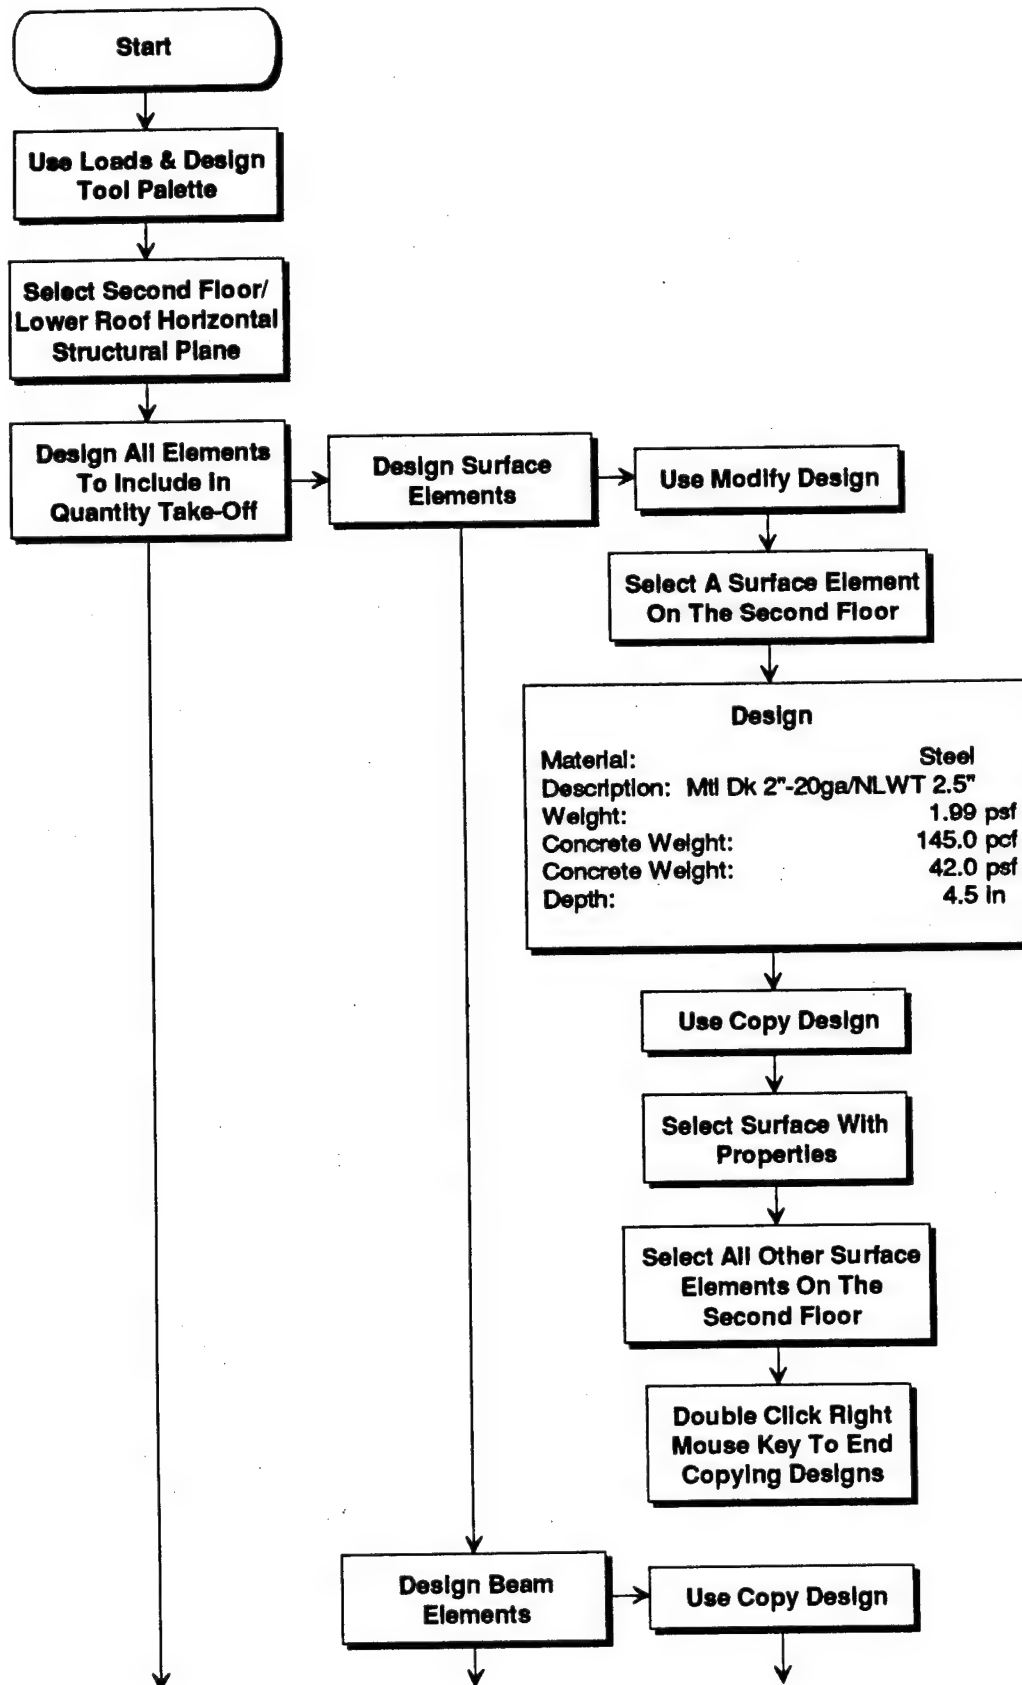 Start
Use Loads & Design
Tool Palette
Select Second Floor/
Lower Roof Horizontal
Structural Plane
Design All Elements
To Include in
Quantity Take-Off
Design Surface
Elements
Use Modify Design
Select A Surface Element
On The Second Floor
Design
Material: Steel
Description: Mtl Dk 2"-20ga/NLWT 2.5"
Weight: 1.99 psf
Concrete Weight: 145.0 pcf
Concrete Weight: 42.0 psf
Depth: 4.5 in
Use Copy Design
Select Surface With
Properties
Select All Other Surface
Elements On The
Second Floor
Double Click Right
Mouse Key To End
Copying Designs
Design Beam
Elements
Use Copy Design